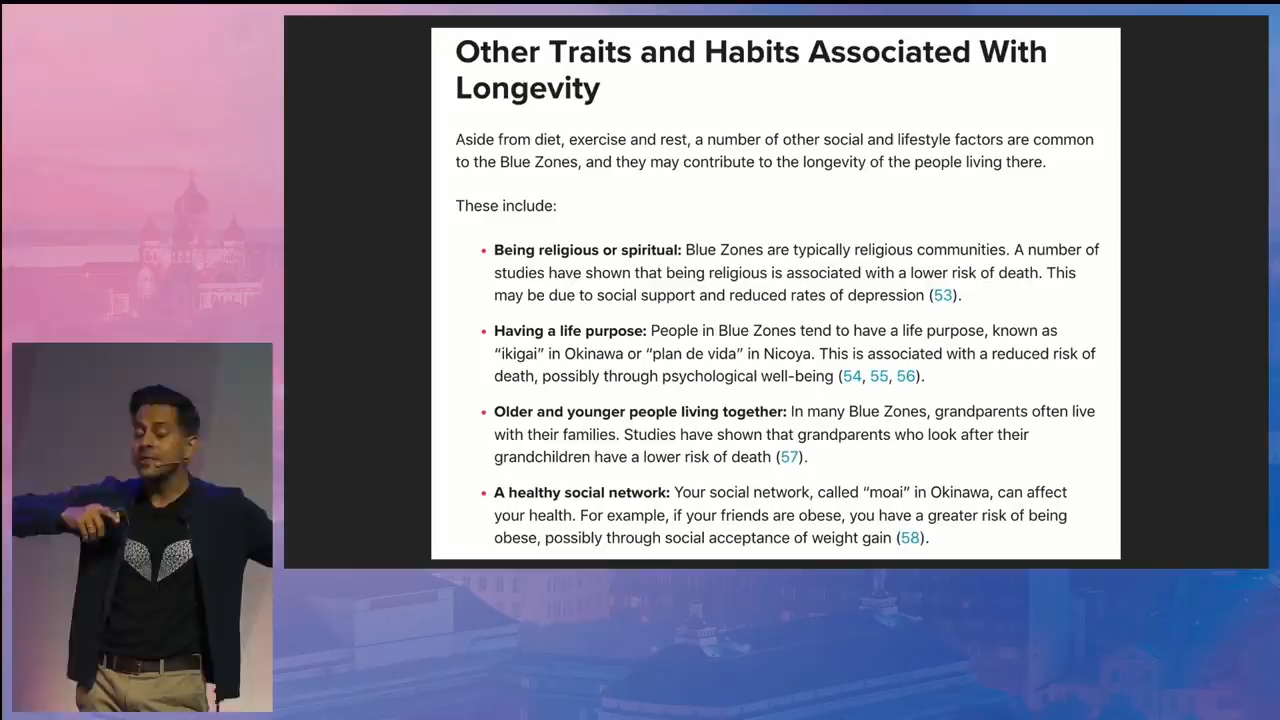 Other Traits and Habits Associated With
Longevity
Aside from diet, exercise and rest, a number of other social and lifestyle factors are common
to the Blue Zones, and they may contribute to the longevity of the people living there.
These include:
• Being religious or spiritual: Blue Zones are typically religious communities. A number of
studies have shown that being religious is associated with a lower risk of death. This
may be due to social support and reduced rates of depression (53).
• Having a life purpose: People in Blue Zones tend to have a life purpose, known as
“ikigai” in Okinawa or “plan de vida” in Nicoya. This is associated with a reduced risk of
death, possibly through psychological well-being (54, 55, 56).
• Older and younger people living together: In many Blue Zones, grandparents often live
with their families. Studies have shown that grandparents who look after their
grandchildren have a lower risk of death (57).
• A healthy social network: Your social network, called “moai” in Okinawa, can affect
your health. For example, if your friends are obese, you have a greater risk of being
obese, possibly through social acceptance of weight gain (58).